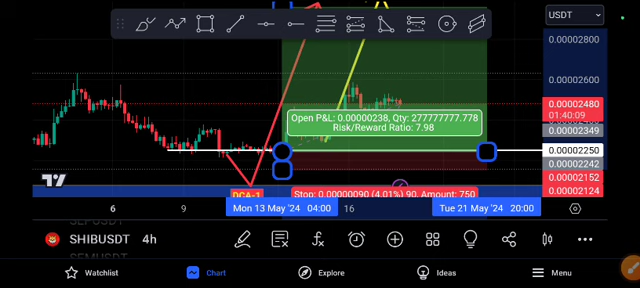 USDT
0.00002800
0.00002600
0.00002480
01:40:09
0.00002349
0.00002250
0.00002242
0.00002152
0.00002124
Open P&L: 0.00000238, Qty: 277777777.778
Risk/Reward Ratio: 7.98
DCA-1
Stop: 0.00000090 (4.01%) 90, Amount: 750
6
9
Mon 13 May '24 04:00
16
Tue 21 May '24 20:00
SHIBUSDT 4h
Watchlist
Chart
Explore
Ideas
Menu